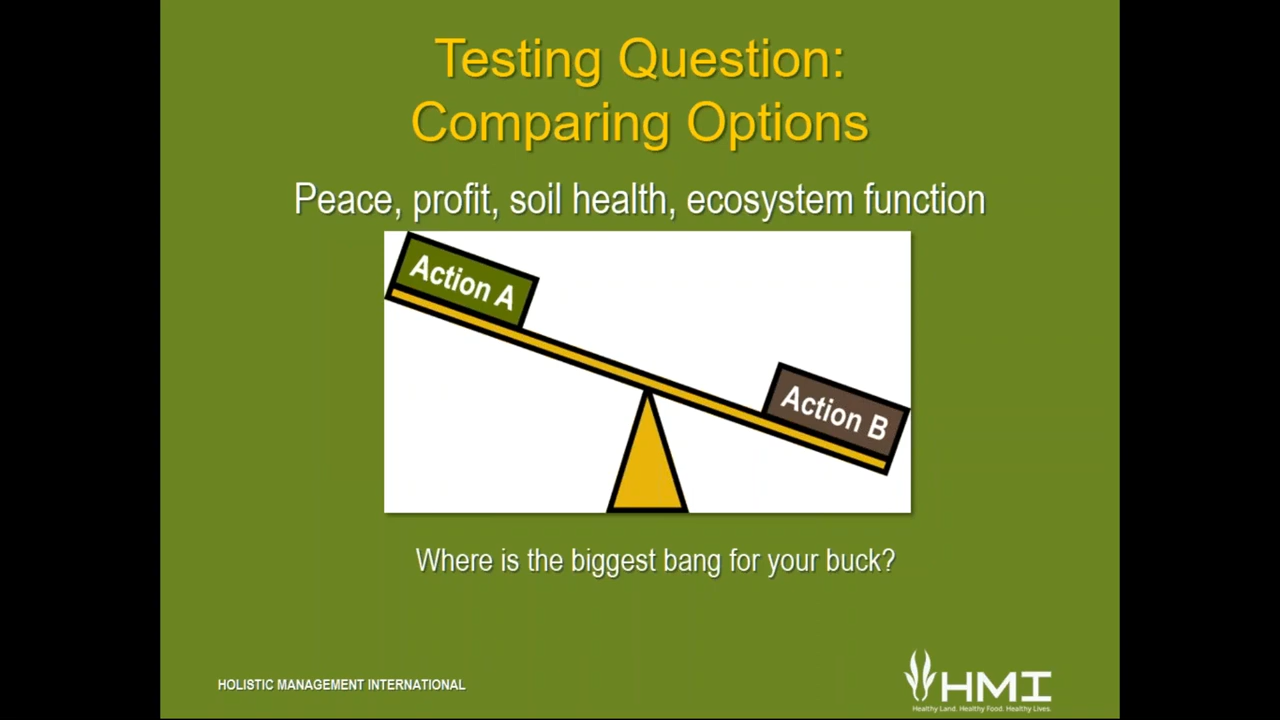 Testing Question:
Comparing Options
Peace, profit, soil health, ecosystem function
Action A
Action B
Where is the biggest bang for your buck?
HOLISTIC MANAGEMENT INTERNATIONAL
HMI
Healthy Land. Healthy Food. Healthy Lives.